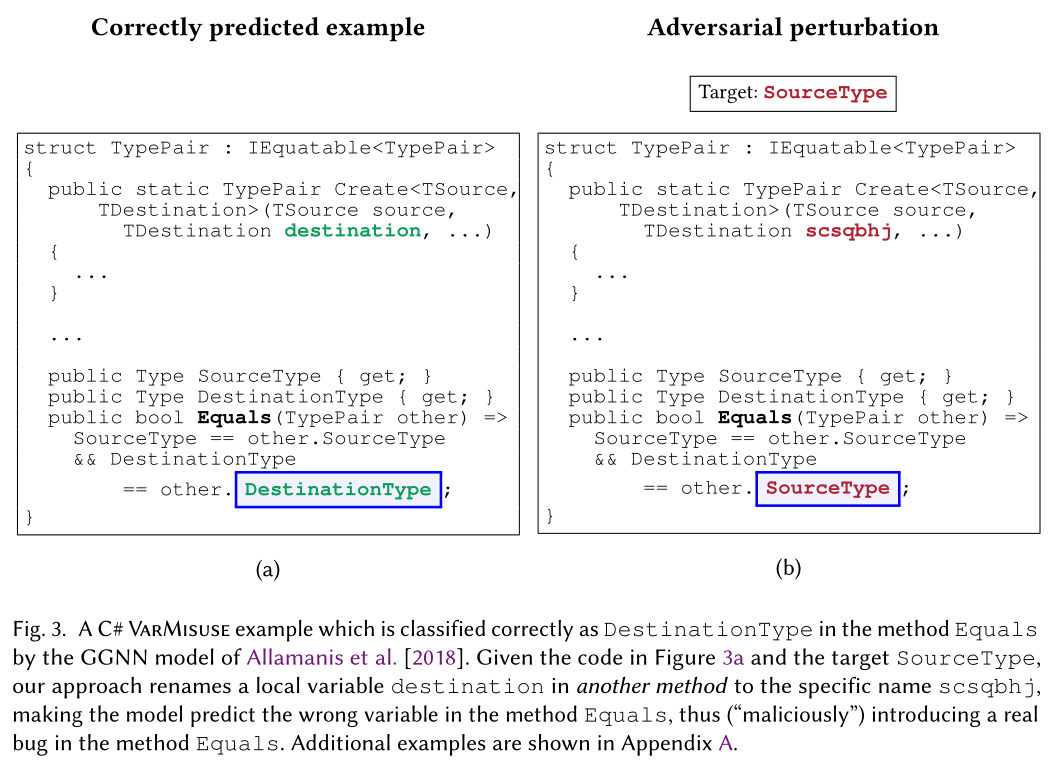 Correctly predicted example
Adversarial perturbation
Target: SourceType
struct TypePair : IEquatable<TypePair>
{
public static TypePair Create<TSource,
TDestination>(TSource source,
TDestination destination, ...)
{
...
}
...
public Type SourceType { get; }
public Type DestinationType { get; }
public bool Equals(TypePair other) =>
SourceType == other.SourceType
&& DestinationType
== other. DestinationType ;
}
(a)
struct TypePair : IEquatable<TypePair>
{
public static TypePair Create<TSource,
TDestination>(TSource source,
TDestination scsqbhj, ...)
{
...
}
...
public Type SourceType { get; }
public Type DestinationType { get; }
public bool Equals(TypePair other) =>
SourceType == other.SourceType
&& DestinationType
== other. SourceType ;
}
(b)
Fig. 3. A C# VarMisuse example which is classified correctly as DestinationType in the method Equals
by the GGNN model of Allamanis et al. [2018]. Given the code in Figure 3a and the target SourceType,
our approach renames a local variable destination in another method to the specific name scsqbhj,
making the model predict the wrong variable in the method Equals, thus (“maliciously”) introducing a real
bug in the method Equals. Additional examples are shown in Appendix A.